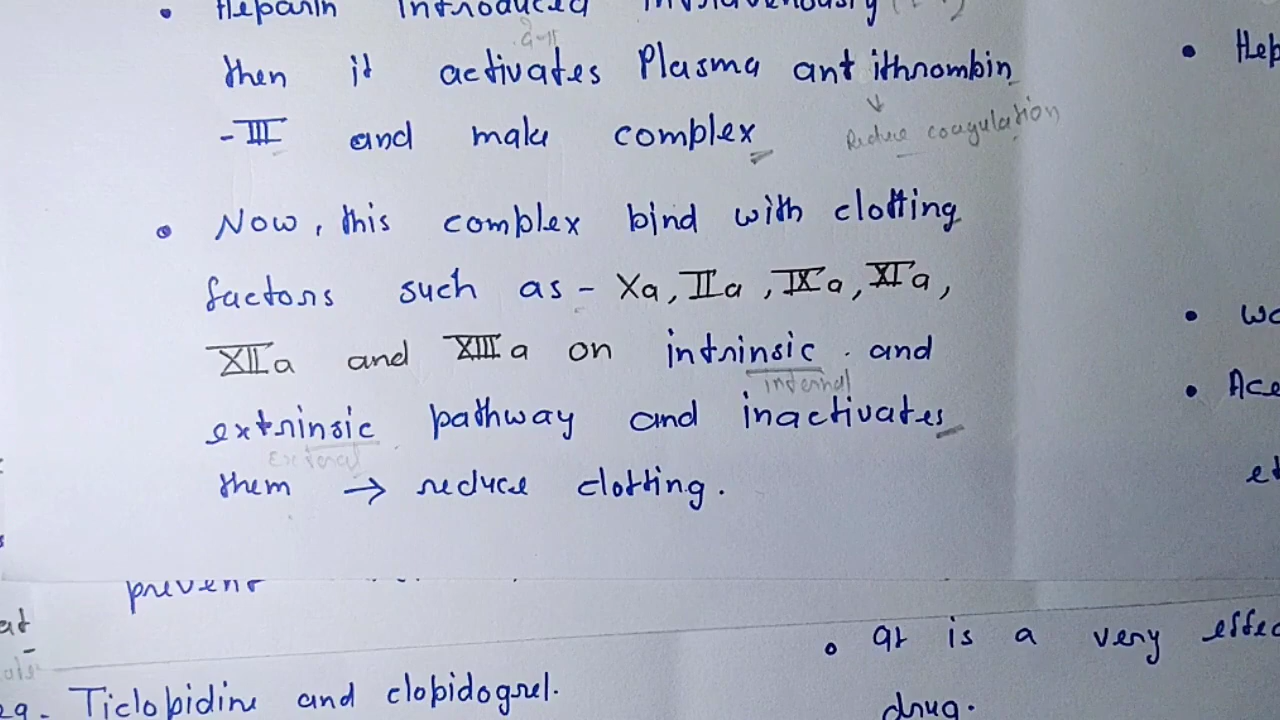 • Heparin introduced intravenously
then it activates Plasma antithrombin
- III and make complex
Reduce coagulation
• Now, this complex bind with clotting
factors such as - Xa, IIa, IXa, XIa,
XIIa and XIIIa on intrinsic and
internal
extrinsic pathway and inactivates
External
them → reduce clotting.
prevent
Ticlopidine and clopidogrel.
• Hep
• Wa
• Ace
et
• It is a very effec
drug.